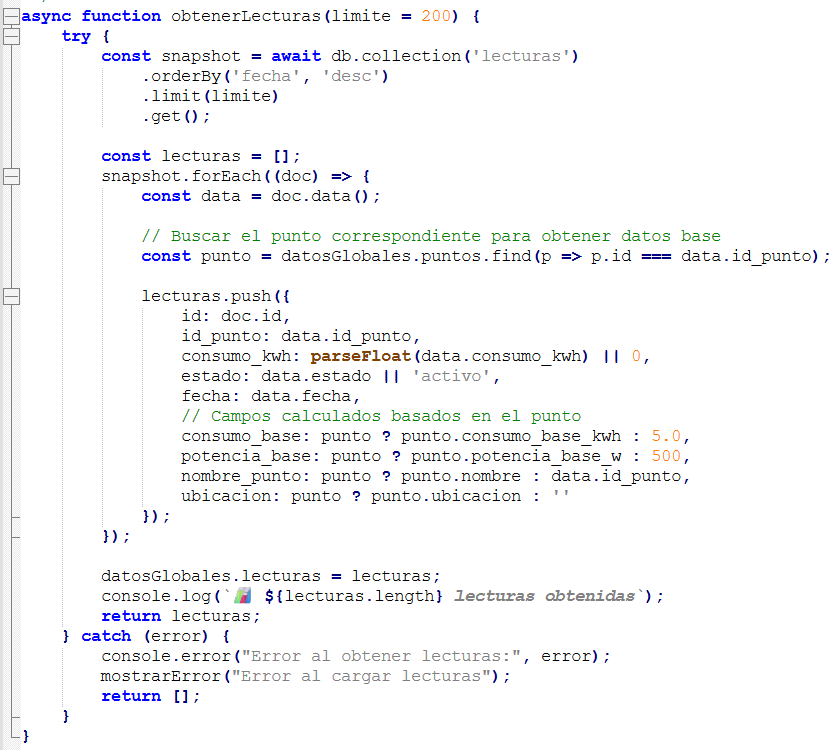 async function obtenerLecturas(limite = 200) {
    try {
        const snapshot = await db.collection('lecturas')
            .orderBy('fecha', 'desc')
            .limit(limite)
            .get();

        const lecturas = [];
        snapshot.forEach((doc) => {
            const data = doc.data();

            // Buscar el punto correspondiente para obtener datos base
            const punto = datosGlobales.puntos.find(p => p.id === data.id_punto);

            lecturas.push({
                id: doc.id,
                id_punto: data.id_punto,
                consumo_kwh: parseFloat(data.consumo_kwh) || 0,
                estado: data.estado || 'activo',
                fecha: data.fecha,
                // Campos calculados basados en el punto
                consumo_base: punto ? punto.consumo_base_kwh : 5.0,
                potencia_base: punto ? punto.potencia_base_w : 500,
                nombre_punto: punto ? punto.nombre : data.id_punto,
                ubicacion: punto ? punto.ubicacion : ''
            });
        });

        datosGlobales.lecturas = lecturas;
        console.log(`📊 ${lecturas.length} lecturas obtenidas`);
        return lecturas;
    } catch (error) {
        console.error("Error al obtener lecturas:", error);
        mostrarError("Error al cargar lecturas");
        return [];
    }
}